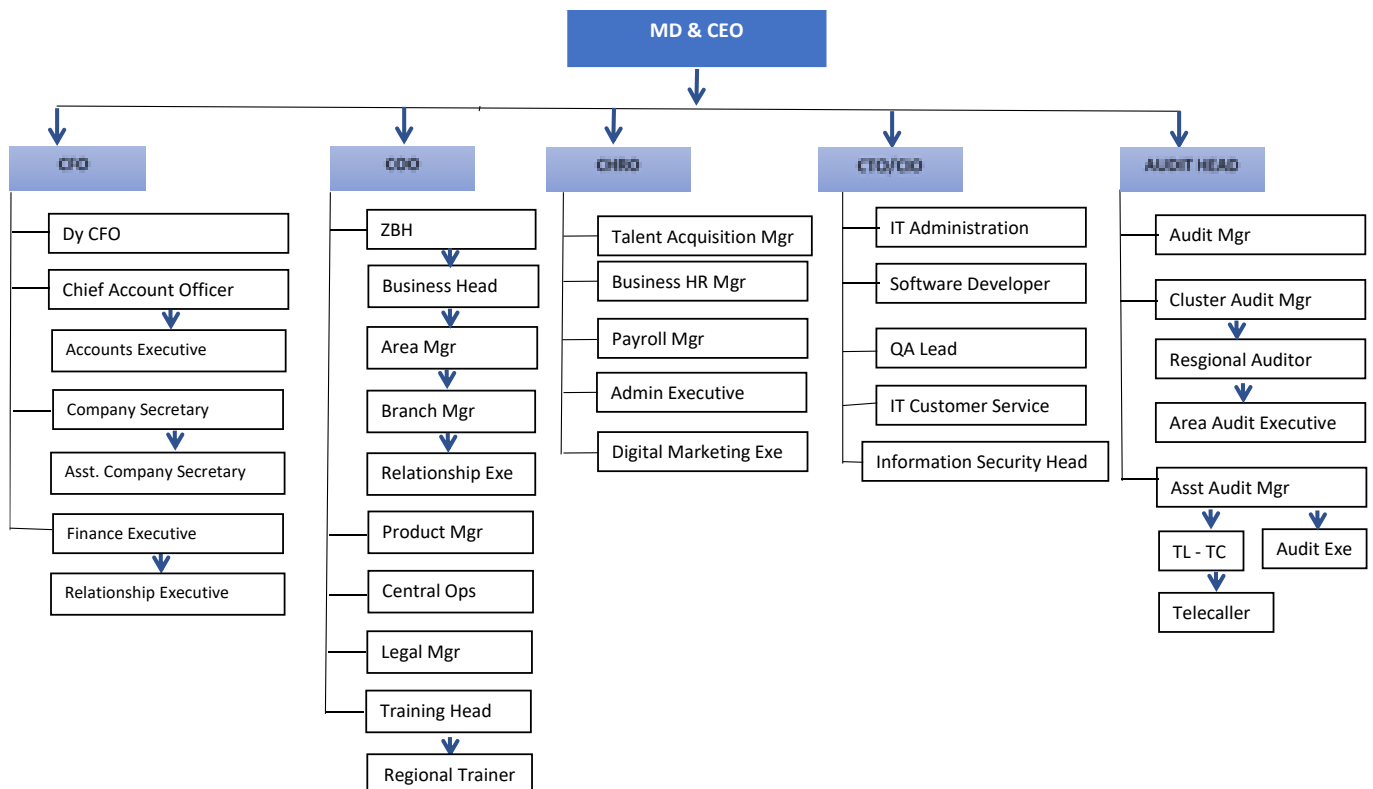 MD & CEO
CFO
COO
CHRO
CTO/CIO
AUDIT HEAD
Dy CFO
Chief Account Officer
Accounts Executive
Company Secretary
Asst. Company Secretary
Finance Executive
Relationship Executive
ZBH
Business Head
Area Mgr
Branch Mgr
Relationship Exe
Product Mgr
Central Ops
Legal Mgr
Training Head
Regional Trainer
Talent Acquisition Mgr
Business HR Mgr
Payroll Mgr
Admin Executive
Digital Marketing Exe
IT Administration
Software Developer
QA Lead
IT Customer Service
Information Security Head
Audit Mgr
Cluster Audit Mgr
Resgional Auditor
Area Audit Executive
Asst Audit Mgr
TL - TC
Audit Exe
Telecaller